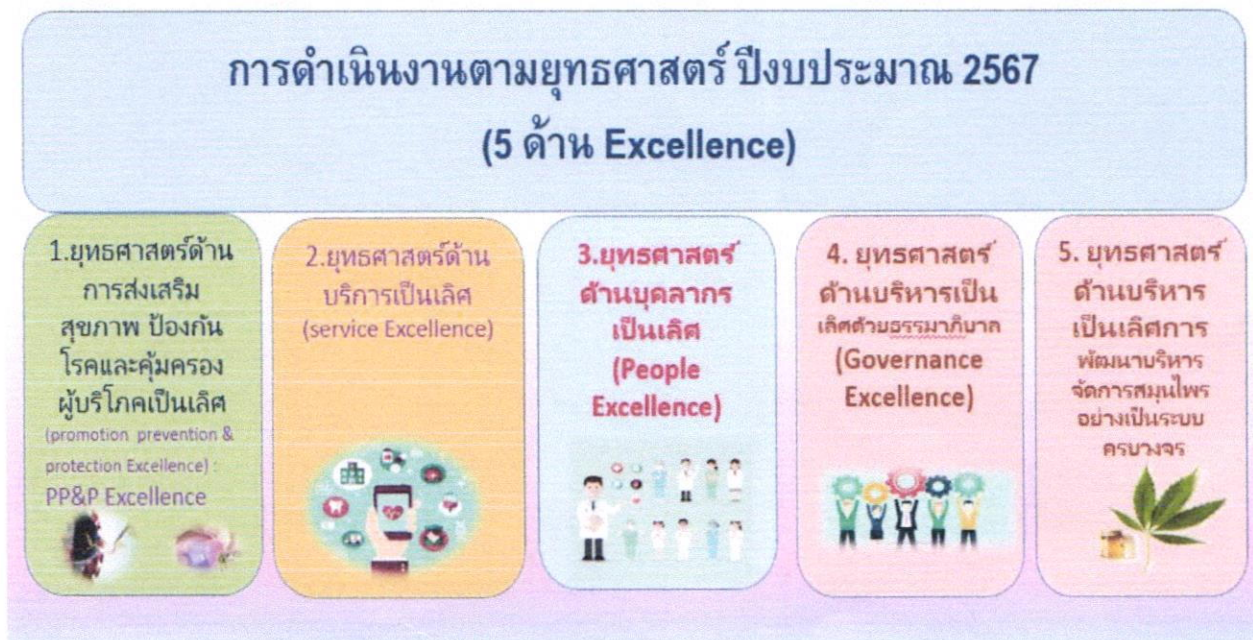 การดำเนินงานตามยุทธศาสตร์ ปีงบประมาณ 2567
(5 ด้าน Excellence)
1.ยุทธศาสตร์ด้าน
การส่งเสริม
สุขภาพ ป้องกัน
โรคและคุ้มครอง
ผู้บริโภคเป็นเลิศ
(promotion prevention &
protection Excellence) :
PP&P Excellence
2.ยุทธศาสตร์ด้าน
บริการเป็นเลิศ
(service Excellence)
3.ยุทธศาสตร์
ด้านบุคลากร
เป็นเลิศ
(People
Excellence)
4. ยุทธศาสตร์
ด้านบริหารเป็น
เลิศด้วยธรรมาภิบาล
(Governance
Excellence)
5. ยุทธศาสตร์
ด้านบริหาร
เป็นเลิศการ
พัฒนาบริหาร
จัดการสมุนไพร
อย่างเป็นระบบ
ครบวงจร